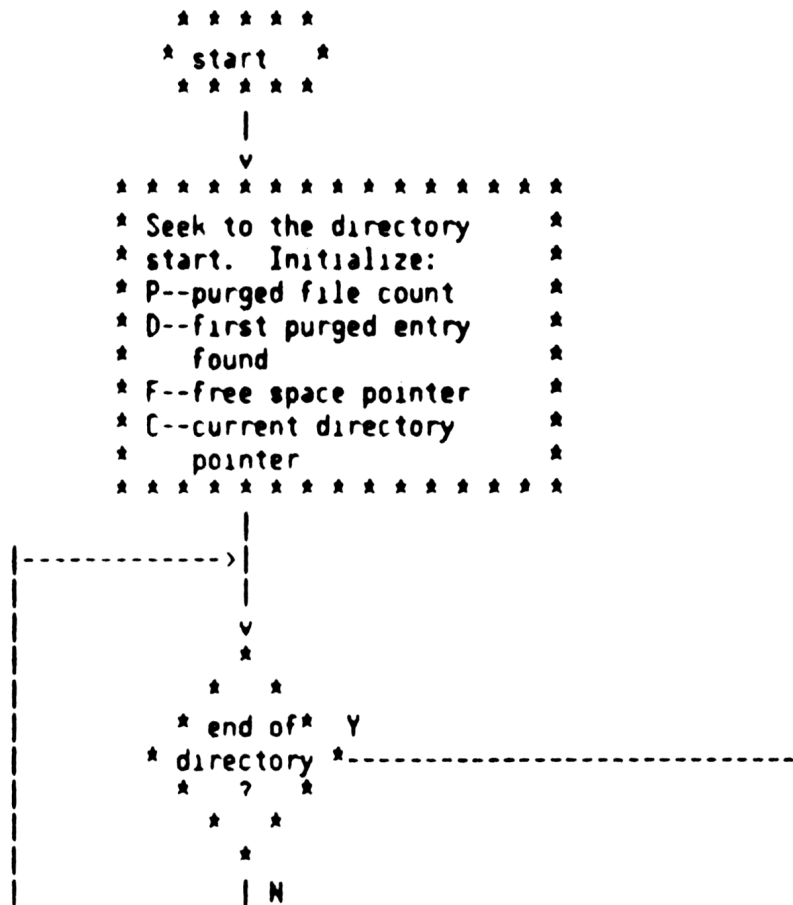 * * * * *
* start *
* * * * *
|
v
* * * * * * * * * * * * * * *
* Seek to the directory *
* start. Initialize: *
* P--purged file count *
* D--first purged entry *
* found *
* F--free space pointer *
* C--current directory *
* pointer *
* * * * * * * * * * * * * * *
|
|------------->|
|
v
*
* *
* end of* Y
* directory *-----------------------------
* ? *
* *
*
| N